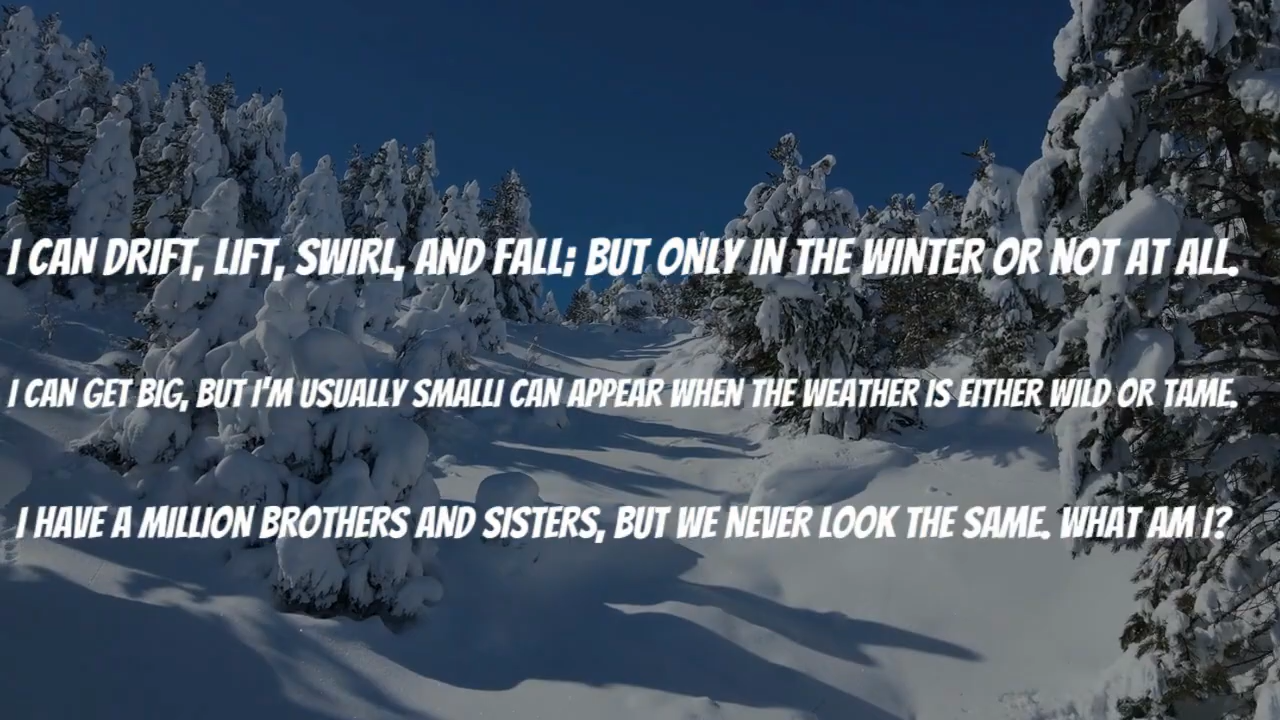 I CAN DRIFT, LIFT, SWIRL, AND FALL; BUT ONLY IN THE WINTER OR NOT AT ALL.
I CAN GET BIG, BUT I'M USUALLY SMALLI CAN APPEAR WHEN THE WEATHER IS EITHER WILD OR TAME.
I HAVE A MILLION BROTHERS AND SISTERS, BUT WE NEVER LOOK THE SAME. WHAT AM I?